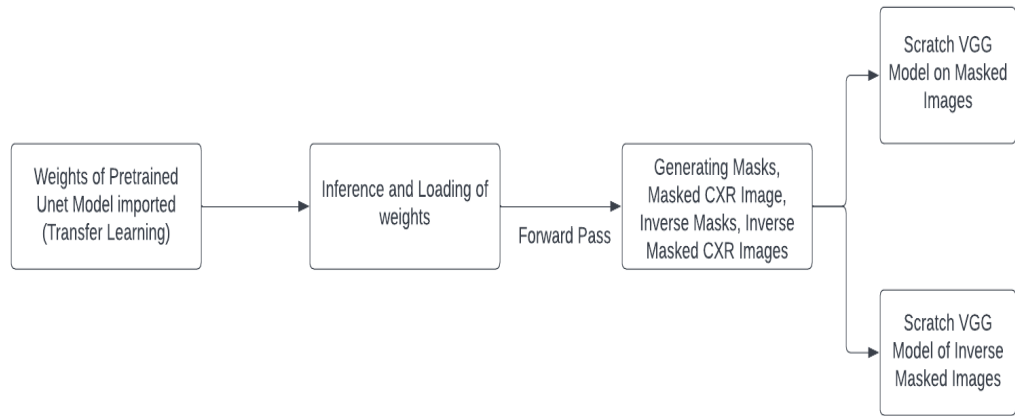 Weights of Pretrained
Unet Model imported
(Transfer Learning)
Inference and Loading of
weights
Forward Pass
Generating Masks,
Masked CXR Image,
Inverse Masks, Inverse
Masked CXR Images
Scratch VGG
Model on Masked
Images
Scratch VGG
Model of Inverse
Masked Images